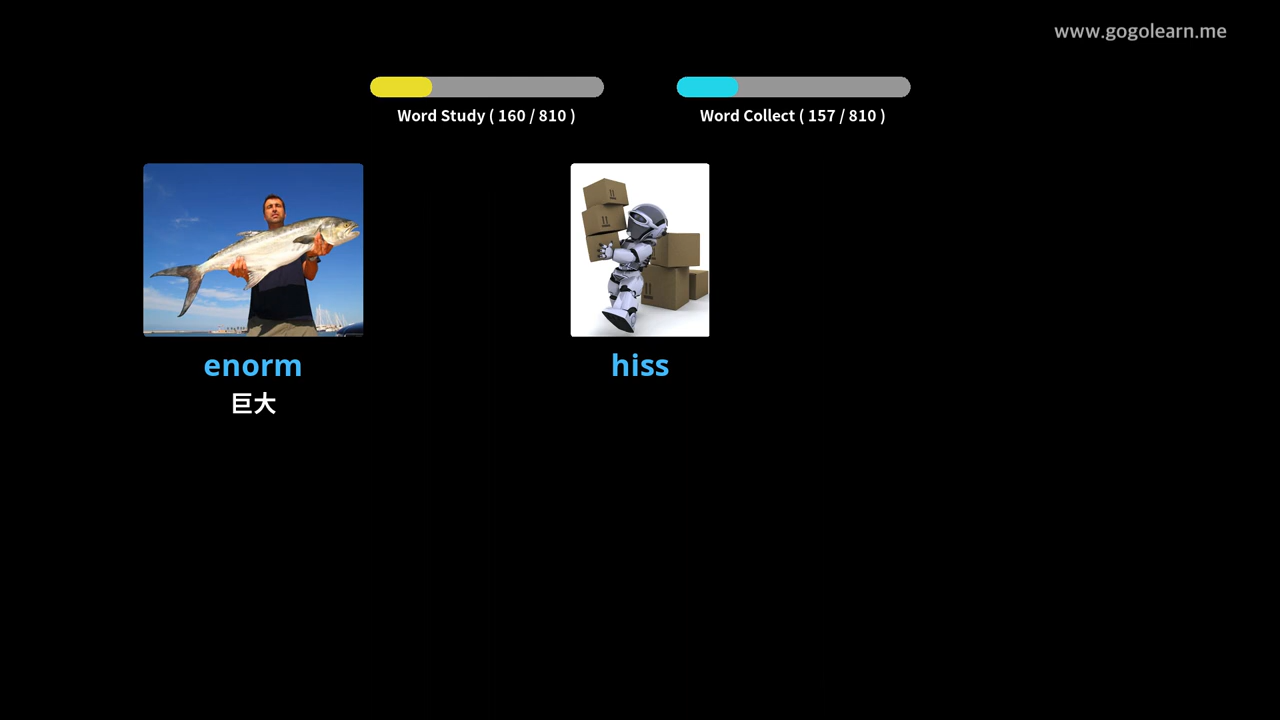 www.gogolearn.me
Word Study ( 160 / 810 )
Word Collect ( 157 / 810 )
enorm
巨大
hiss